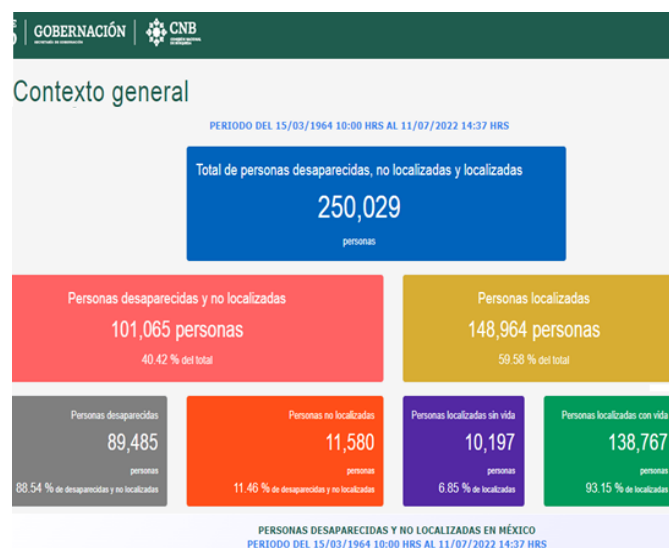 GOBERNACIÓN
SECRETARÍA DE GOBERNACIÓN
CNB
Contexto general
PERIODO DEL 15/03/1964 10:00 HRS AL 11/07/2022 14:37 HRS
Total de personas desaparecidas, no localizadas y localizadas
250,029
personas
Personas desaparecidas y no localizadas
101,065 personas
40.42 % del total
Personas localizadas
148,964 personas
59.58 % del total
Personas desaparecidas
89,485
personas
88.54 % de desaparecidas y no localizadas
Personas no localizadas
11,580
personas
11.46 % de desaparecidas y no localizadas
Personas localizadas sin vida
10,197
personas
6.85 % de localizadas
Personas localizadas con vida
138,767
personas
93.15 % de localizadas
PERSONAS DESAPARECIDAS Y NO LOCALIZADAS EN MÉXICO
PERIODO DEL 15/03/1964 10:00 HRS AL 11/07/2022 14:37 HRS